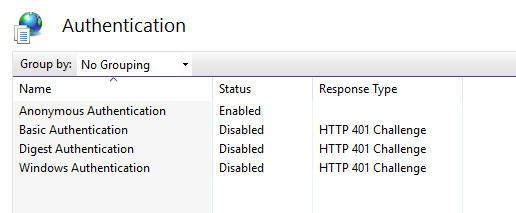 Authentication
Group by: No Grouping
Name Status Response Type
Anonymous Authentication Enabled
Basic Authentication Disabled HTTP 401 Challenge
Digest Authentication Disabled HTTP 401 Challenge
Windows Authentication Disabled HTTP 401 Challenge